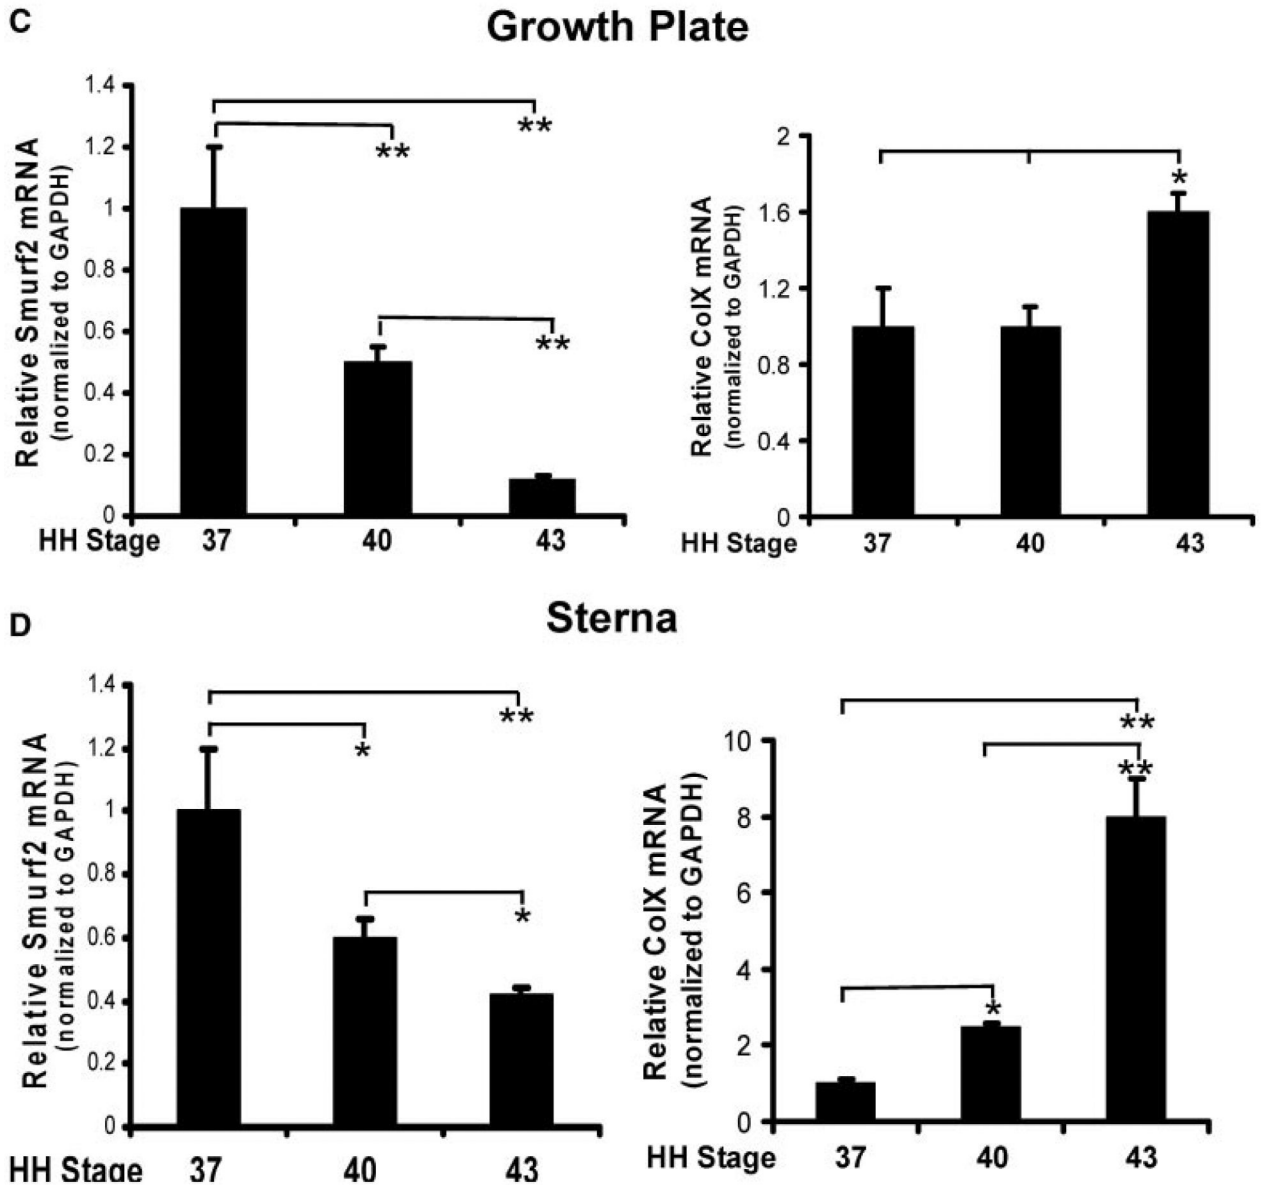 C
Growth Plate
Relative Smurf2 mRNA
(normalized to GAPDH)
1.4
1.2
1
0.8
0.6
0.4
0.2
0
**
**
**
HH Stage 37 40 43
Relative ColX mRNA
(normalized to GAPDH)
2
1.6
1.2
0.8
0.4
0
*
HH Stage 37 40 43
D
Sterna
Relative Smurf2 mRNA
(normalized to GAPDH)
1.4
1.2
1
0.8
0.6
0.4
0.2
0
**
*
*
HH Stage 37 40 43
Relative ColX mRNA
(normalized to GAPDH)
10
8
6
4
2
0
**
**
*
HH Stage 37 40 43